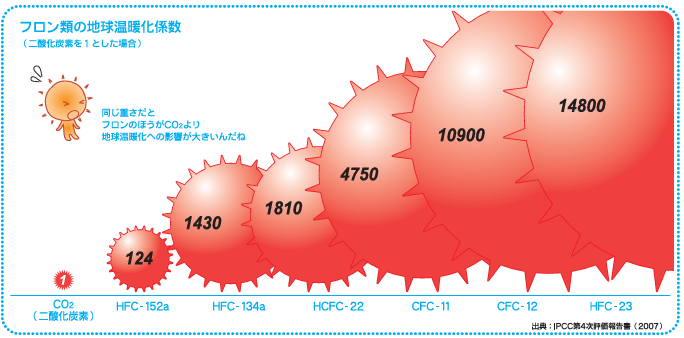 フロン類の地球温暖化係数
（二酸化炭素を1とした場合）
同じ重さだと
フロンのほうがCO₂より
地球温暖化への影響が大きいんだね
1
124
1430
1810
4750
10900
14800
CO₂
（二酸化炭素）
HFC-152a
HFC-134a
HCFC-22
CFC-11
CFC-12
HFC-23
出典：IPCC第4次評価報告書（2007）